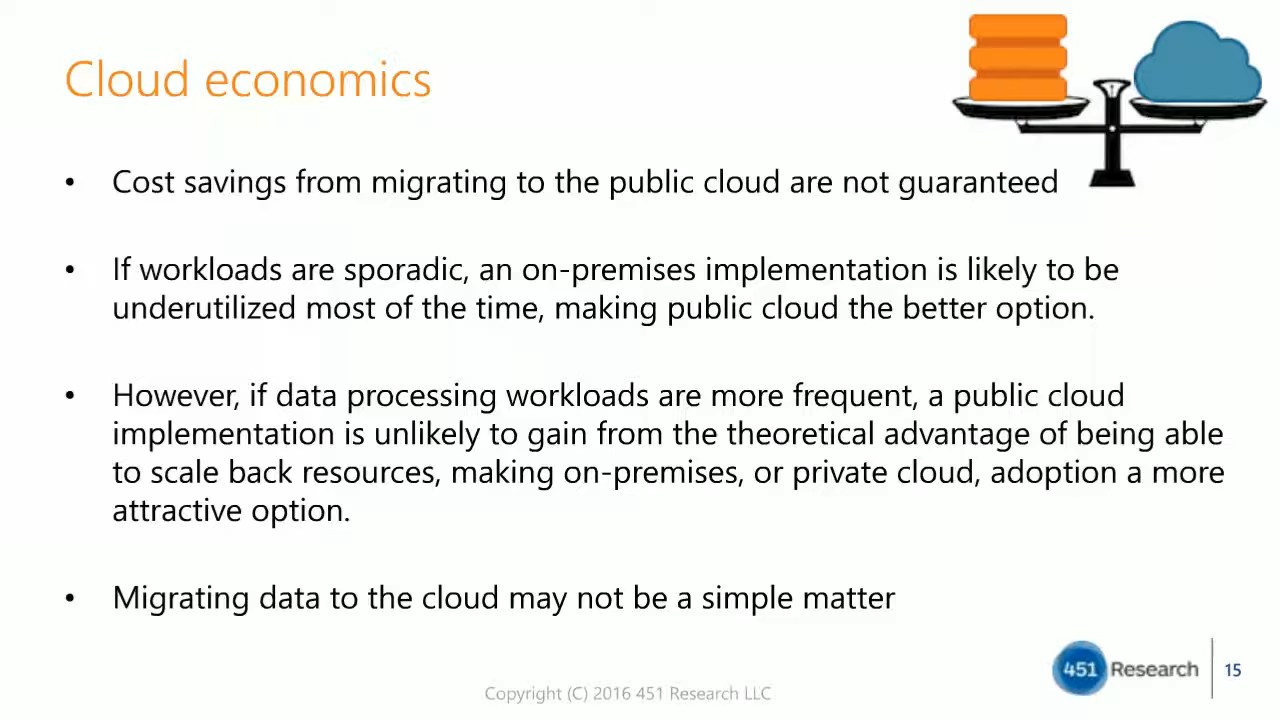 Cloud economics
• Cost savings from migrating to the public cloud are not guaranteed
• If workloads are sporadic, an on-premises implementation is likely to be
underutilized most of the time, making public cloud the better option.
• However, if data processing workloads are more frequent, a public cloud
implementation is unlikely to gain from the theoretical advantage of being able
to scale back resources, making on-premises, or private cloud, adoption a more
attractive option.
• Migrating data to the cloud may not be a simple matter
451 Research
15
Copyright (C) 2016 451 Research LLC